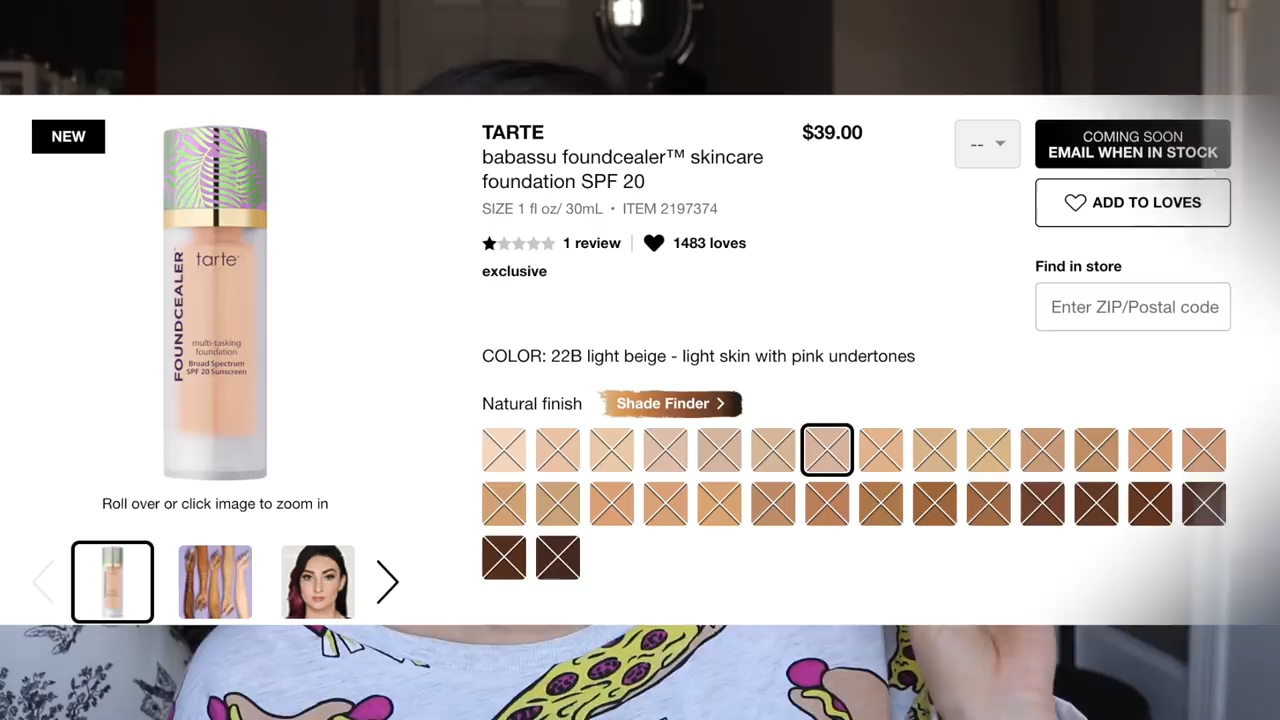 NEW
TARTE
$39.00
babassu foundcealer™ skincare
foundation SPF 20
SIZE 1 fl oz/ 30mL • ITEM 2197374
1 review
1483 loves
exclusive
--
COMING SOON
EMAIL WHEN IN STOCK
ADD TO LOVES
Find in store
Enter ZIP/Postal code
FOUNDCEALER™
tarte™
multi-tasking
foundation
Broad Spectrum
SPF 20 Sunscreen
Roll over or click image to zoom in
COLOR: 22B light beige - light skin with pink undertones
Natural finish
Shade Finder